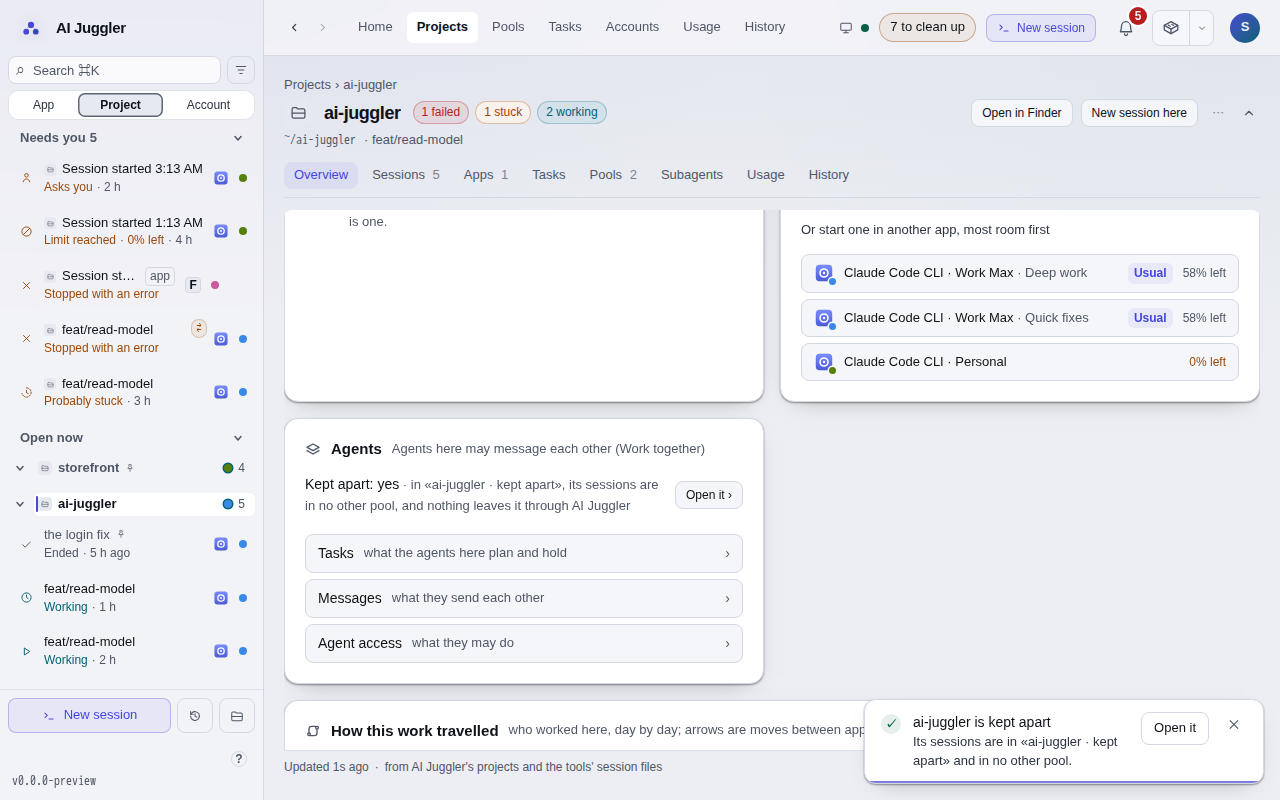 AI Juggler
Search ⌘K
App Project Account
Needs you 5
Session started 3:13 AM
Asks you · 2 h
Session started 1:13 AM
Limit reached · 0% left · 4 h
Session st… app
Stopped with an error
F
feat/read-model
Stopped with an error
feat/read-model
Probably stuck · 3 h
Open now
storefront 4
ai-juggler 5
the login fix
Ended · 5 h ago
feat/read-model
Working · 1 h
feat/read-model
Working · 2 h
New session
?
v0.0.0-preview
Home Projects Pools Tasks Accounts Usage History
7 to clean up
New session
5
S
Projects › ai-juggler
ai-juggler 1 failed 1 stuck 2 working
Open in Finder New session here ···
~/ai-juggler · feat/read-model
Overview Sessions 5 Apps 1 Tasks Pools 2 Subagents Usage History
is one.
Or start one in another app, most room first
Claude Code CLI · Work Max · Deep work Usual 58% left
Claude Code CLI · Work Max · Quick fixes Usual 58% left
Claude Code CLI · Personal 0% left
Agents Agents here may message each other (Work together)
Kept apart: yes · in «ai-juggler · kept apart», its sessions are
in no other pool, and nothing leaves it through AI Juggler
Open it ›
Tasks what the agents here plan and hold ›
Messages what they send each other ›
Agent access what they may do ›
How this work travelled who worked here, day by day; arrows are moves between app
Updated 1s ago · from AI Juggler's projects and the tools' session files
ai-juggler is kept apart
Its sessions are in «ai-juggler · kept
apart» and in no other pool.
Open it